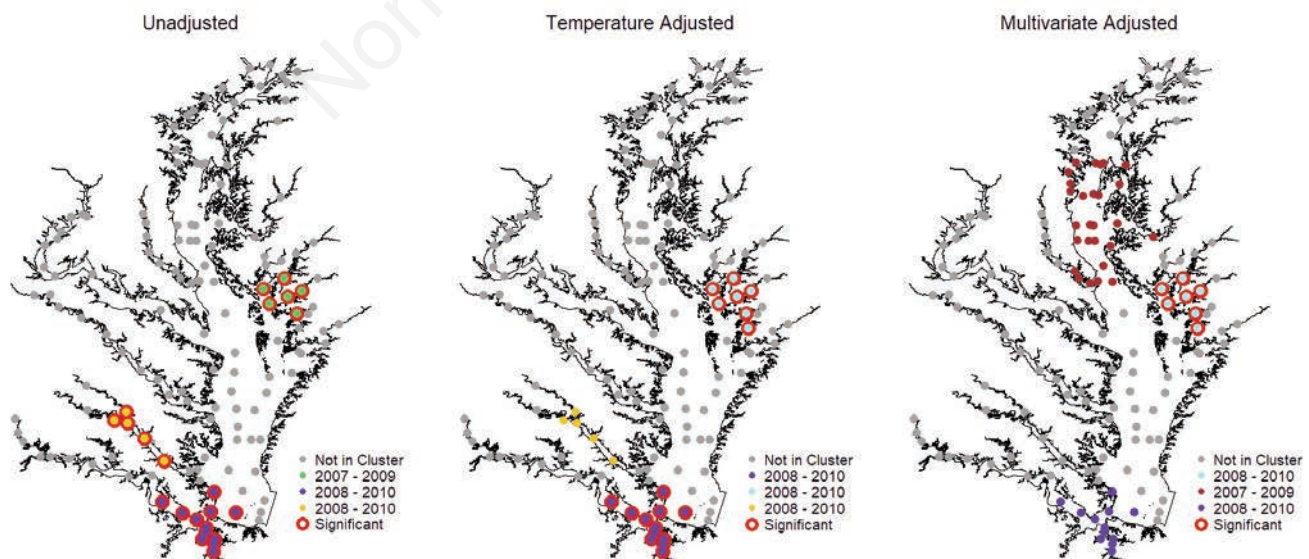 Unadjusted
Not in Cluster
2007 - 2009
2008 - 2010
2008 - 2010
Significant
Temperature Adjusted
Not in Cluster
2008 - 2010
2008 - 2010
2008 - 2010
Significant
Multivariate Adjusted
Not in Cluster
2008 - 2010
2007 - 2009
2008 - 2010
Significant